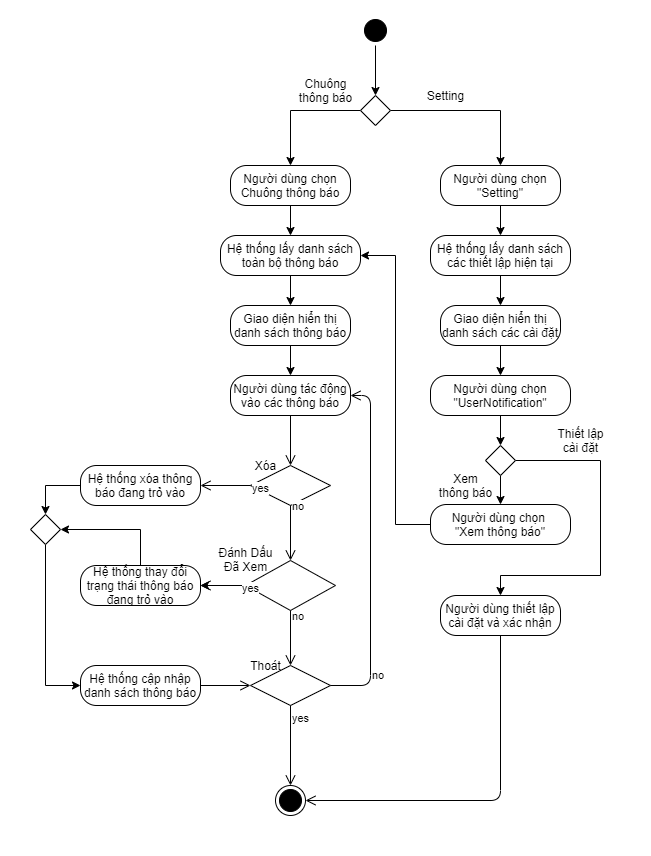 Chuông
thông báo
Setting
Người dùng chọn
Chuông thông báo
Người dùng chọn
"Setting"
Hệ thống lấy danh sách
toàn bộ thông báo
Hệ thống lấy danh sách
các thiết lập hiện tại
Giao diện hiển thị
danh sách thông báo
Giao diện hiển thị
danh sách các cài đặt
Người dùng tác động
vào các thông báo
Người dùng chọn
"UserNotification"
Thiết lập
cài đặt
Xóa
yes
no
Hệ thống xóa thông
báo đang trỏ vào
Xem
thông báo
Người dùng chọn
"Xem thông báo"
Đánh Dấu
Đã Xem
yes
no
Hệ thống thay đổi
trạng thái thông báo
đang trỏ vào
Người dùng thiết lập
cài đặt và xác nhận
Thoát
no
yes
Hệ thống cập nhập
danh sách thông báo